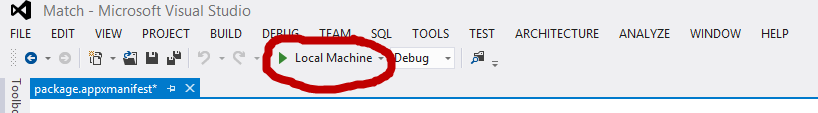 Match - Microsoft Visual Studio
FILE EDIT VIEW PROJECT BUILD DEBUG TEAM SQL TOOLS TEST ARCHITECTURE ANALYZE WINDOW HELP
Local Machine Debug
package.appxmanifest*